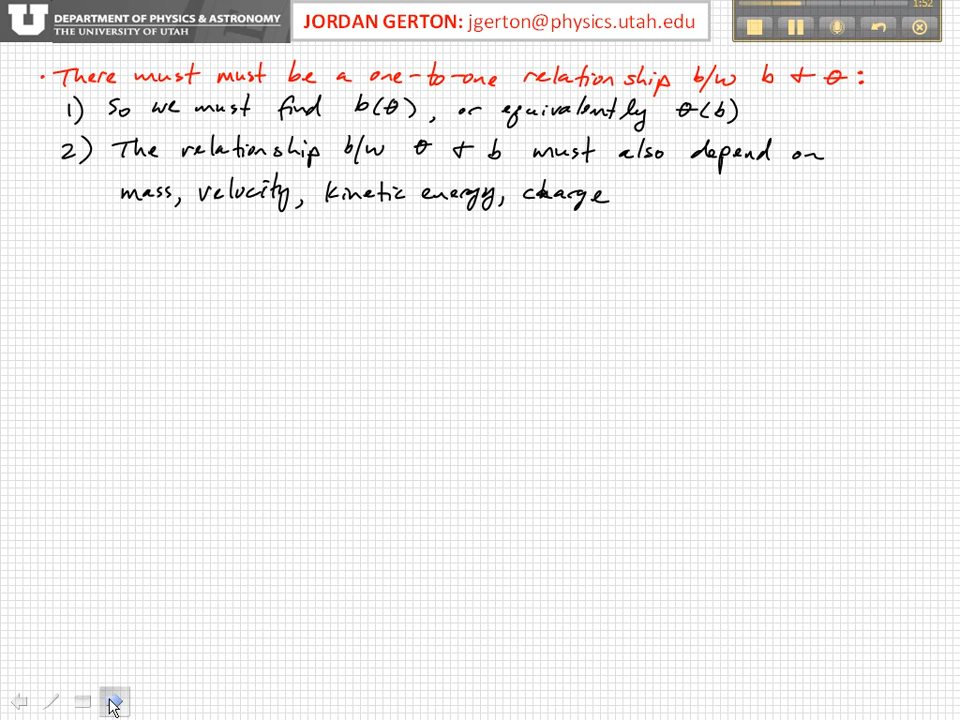 DEPARTMENT OF PHYSICS & ASTRONOMY
THE UNIVERSITY OF UTAH
JORDAN GERTON: jgerton@physics.utah.edu
1:52
· There must must be a one-to-one relationship b/w b + θ:
1) So we must find b(θ), or equivalently θ(b)
2) The relationship b/w θ + b must also depend on
mass, velocity, kinetic energy, charge